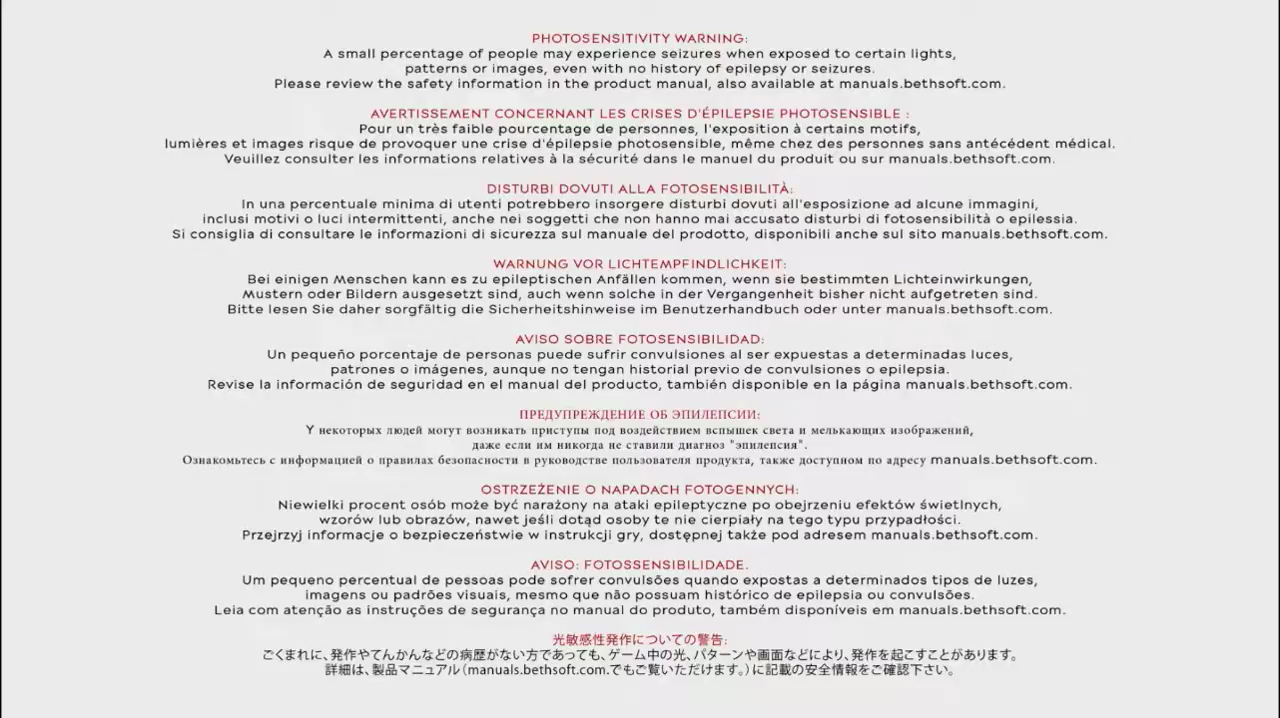 PHOTOSENSITIVITY WARNING:
A small percentage of people may experience seizures when exposed to certain lights,
patterns or images, even with no history of epilepsy or seizures.
Please review the safety information in the product manual, also available at manuals.bethsoft.com.
AVERTISSEMENT CONCERNANT LES CRISES D'ÉPILEPSIE PHOTOSENSIBLE :
Pour un très faible pourcentage de personnes, l'exposition à certains motifs,
lumières et images risque de provoquer une crise d'épilepsie photosensible, même chez des personnes sans antécédent médical.
Veuillez consulter les informations relatives à la sécurité dans le manuel du produit ou sur manuals.bethsoft.com.
DISTURBI DOVUTI ALLA FOTOSENSIBILITÀ:
In una percentuale minima di utenti potrebbero insorgere disturbi dovuti all'esposizione ad alcune immagini,
inclusi motivi o luci intermittenti, anche nei soggetti che non hanno mai accusato disturbi di fotosensibilità o epilessia.
Si consiglia di consultare le informazioni di sicurezza sul manuale del prodotto, disponibili anche sul sito manuals.bethsoft.com.
WARNUNG VOR LICHTEMPFINDLICHKEIT:
Bei einigen Menschen kann es zu epileptischen Anfällen kommen, wenn sie bestimmten Lichteinwirkungen,
Mustern oder Bildern ausgesetzt sind, auch wenn solche in der Vergangenheit bisher nicht aufgetreten sind.
Bitte lesen Sie daher sorgfältig die Sicherheitshinweise im Benutzerhandbuch oder unter manuals.bethsoft.com.
AVISO SOBRE FOTOSENSIBILIDAD:
Un pequeño porcentaje de personas puede sufrir convulsiones al ser expuestas a determinadas luces,
patrones o imágenes, aunque no tengan historial previo de convulsiones o epilepsia.
Revise la información de seguridad en el manual del producto, también disponible en la página manuals.bethsoft.com.
ПРЕДУПРЕЖДЕНИЕ ОБ ЭПИЛЕПСИИ:
У некоторых людей могут возникать приступы под воздействием вспышек света и мелькающих изображений,
даже если им никогда не ставили диагноз "эпилепсия".
Ознакомьтесь с информацией о правилах безопасности в руководстве пользователя продукта, также доступном по адресу manuals.bethsoft.com.
OSTRZEŻENIE O NAPADACH FOTOGENNYCH:
Niewielki procent osób może być narażony na ataki epileptyczne po obejrzeniu efektów świetlnych,
wzorów lub obrazów, nawet jeśli dotąd osoby te nie cierpiały na tego typu przypadłości.
Przejrzyj informacje o bezpieczeństwie w instrukcji gry, dostępnej także pod adresem manuals.bethsoft.com.
AVISO: FOTOSSENSIBILIDADE.
Um pequeno percentual de pessoas pode sofrer convulsões quando expostas a determinados tipos de luzes,
imagens ou padrões visuais, mesmo que não possuam histórico de epilepsia ou convulsões.
Leia com atenção as instruções de segurança no manual do produto, também disponíveis em manuals.bethsoft.com.
光敏感性発作についての警告:
ごくまれに、発作やてんかんなどの病歴がない方であっても、ゲーム中の光、パターンや画面などにより、発作を起こすことがあります。
詳細は、製品マニュアル（manuals.bethsoft.com.でもご覧いただけます。）に記載の安全情報をご確認下さい。